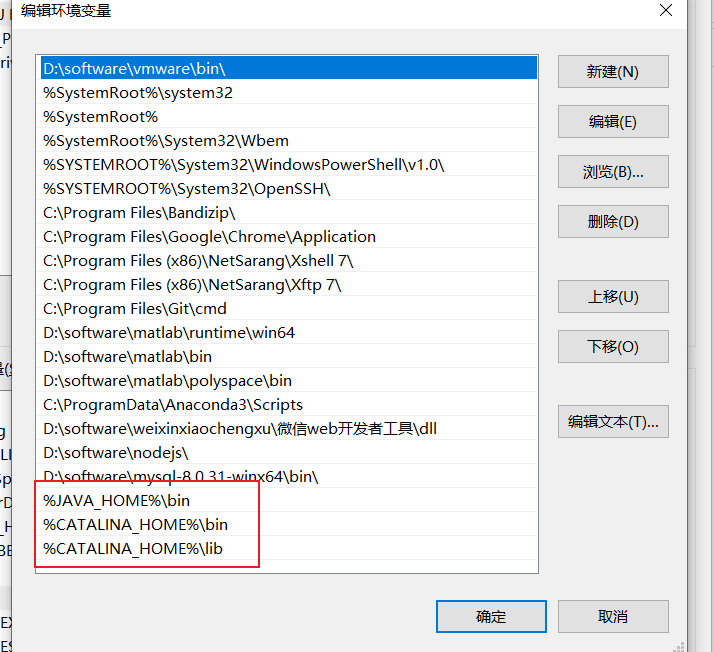 编辑环境变量
D:\software\vmware\bin\
%SystemRoot%\system32
%SystemRoot%
%SystemRoot%\System32\Wbem
%SYSTEMROOT%\System32\WindowsPowerShell\v1.0\
%SYSTEMROOT%\System32\OpenSSH\
C:\Program Files\Bandizip\
C:\Program Files\Google\Chrome\Application
C:\Program Files (x86)\NetSarang\Xshell 7\
C:\Program Files (x86)\NetSarang\Xftp 7\
C:\Program Files\Git\cmd
D:\software\matlab\runtime\win64
D:\software\matlab\bin
D:\software\matlab\polyspace\bin
C:\ProgramData\Anaconda3\Scripts
D:\software\weixinxiaochengxu\微信web开发者工具\dll
D:\software\nodejs\
D:\software\mysql-8.0.31-winx64\bin\
%JAVA_HOME%\bin
%CATALINA_HOME%\bin
%CATALINA_HOME%\lib
新建(N)
编辑(E)
浏览(B)...
删除(D)
上移(U)
下移(O)
编辑文本(T)...
确定
取消